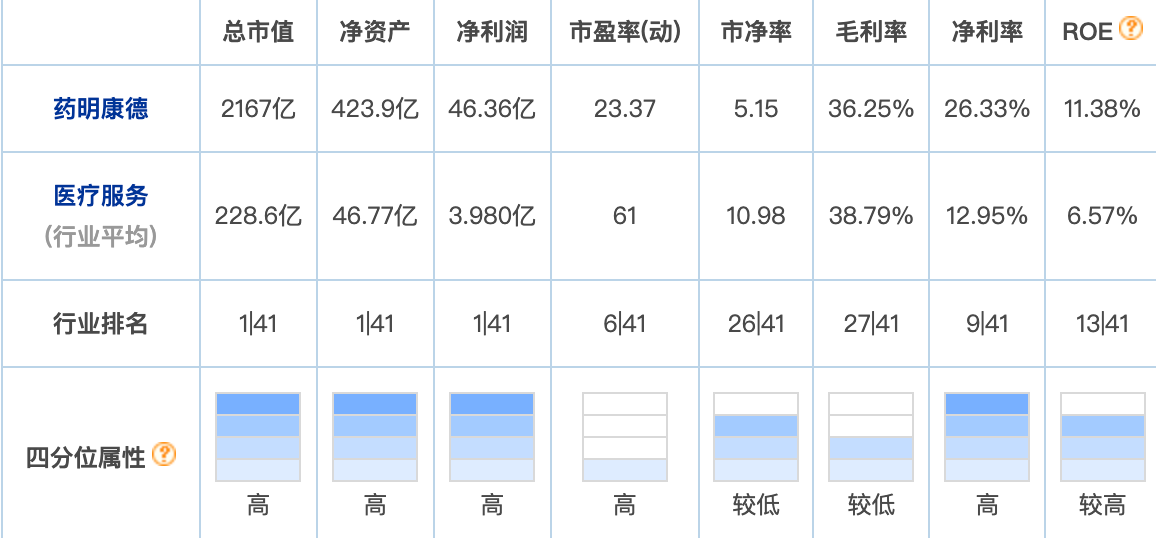 总市值 净资产 净利润 市盈率(动) 市净率 毛利率 净利率 ROE ?
药明康德 2167亿 423.9亿 46.36亿 23.37 5.15 36.25% 26.33% 11.38%
医疗服务
(行业平均) 228.6亿 46.77亿 3.980亿 61 10.98 38.79% 12.95% 6.57%
行业排名 1|41 1|41 1|41 6|41 26|41 27|41 9|41 13|41
四分位属性 ?
高 高 高 高 较低 较低 高 较高